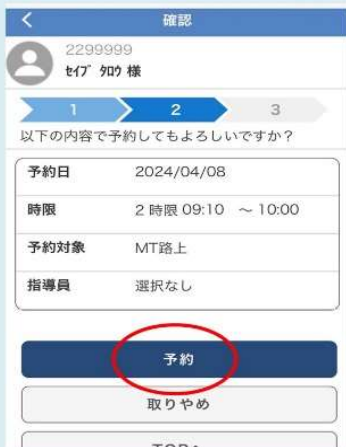 確認
2299999
セイブ タロウ 様
1 2 3
以下の内容で予約してもよろしいですか？
予約日 2024/04/08
時限 2 時限 09:10 ～ 10:00
予約対象 MT路上
指導員 選択なし
予約
取りやめ